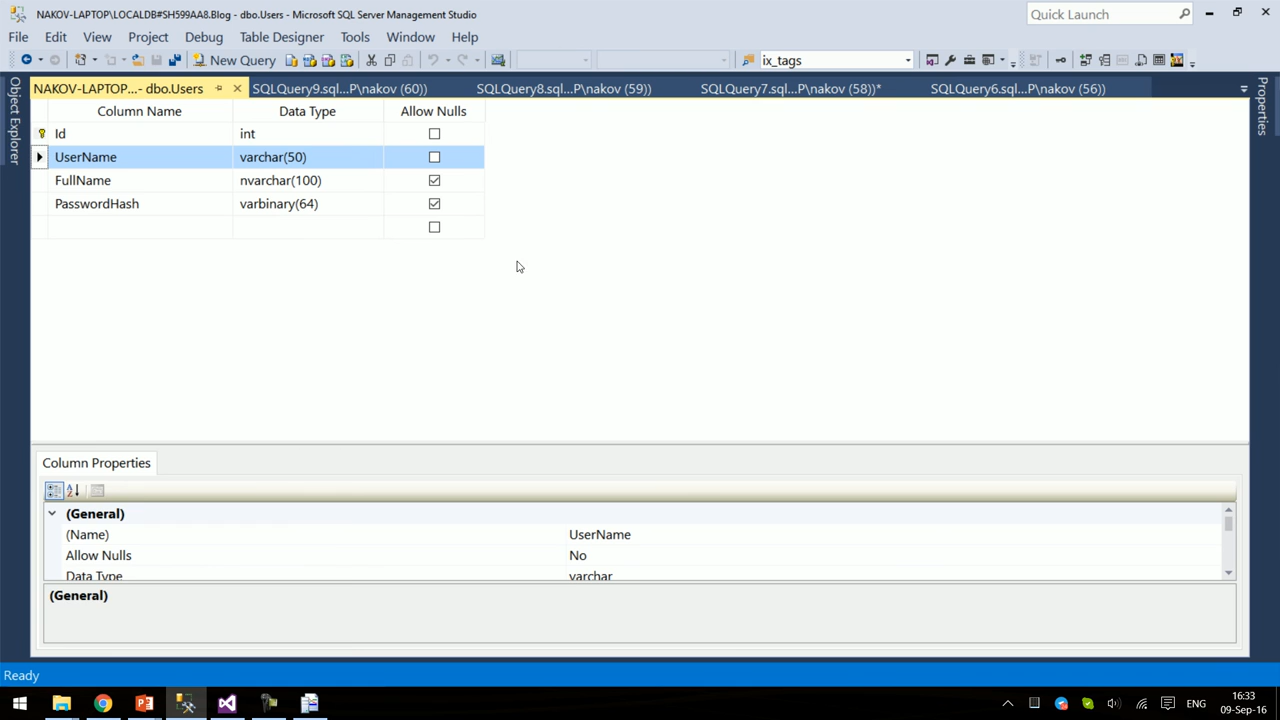 NAKOV-LAPTOP\LOCALDB#SH599AA8.Blog - dbo.Users - Microsoft SQL Server Management Studio
Quick Launch
File Edit View Project Debug Table Designer Tools Window Help
New Query
ix_tags
Object Explorer
NAKOV-LAPTOP...- dbo.Users
SQLQuery9.sql...P\nakov (60))
SQLQuery8.sql...P\nakov (59))
SQLQuery7.sql...P\nakov (58))*
SQLQuery6.sql...P\nakov (56))
Properties
Column Name Data Type Allow Nulls
Id int
UserName varchar(50)
FullName nvarchar(100)
PasswordHash varbinary(64)
Column Properties
(General)
(Name) UserName
Allow Nulls No
Data Type varchar
(General)
Ready
ENG
16:33
09-Sep-16